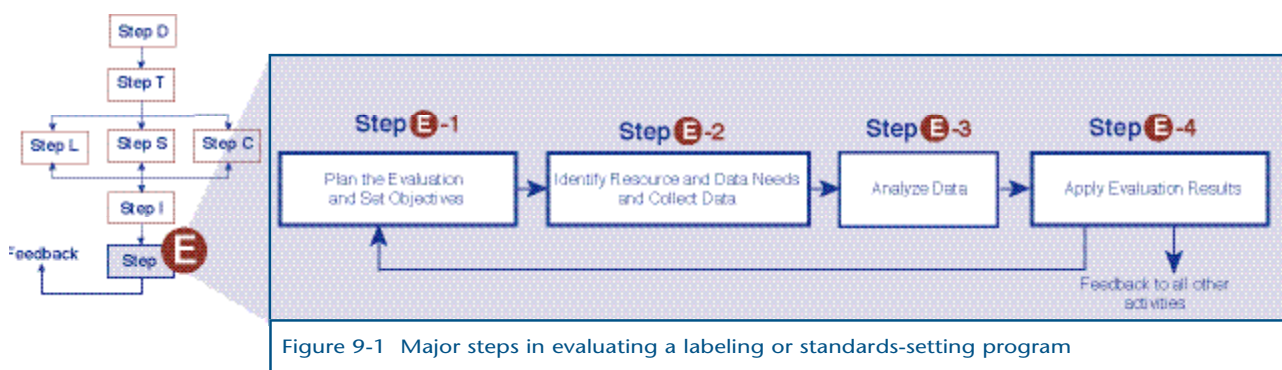 Step D
Step T
Step L
Step S
Step C
Step I
Feedback
Step E
Step E-1
Plan the Evaluation
and Set Objectives
Step E-2
Identify Resource and Data Needs
and Collect Data
Step E-3
Analyze Data
Step E-4
Apply Evaluation Results
Feedback to all other
activities
Figure 9-1 Major steps in evaluating a labeling or standards-setting program